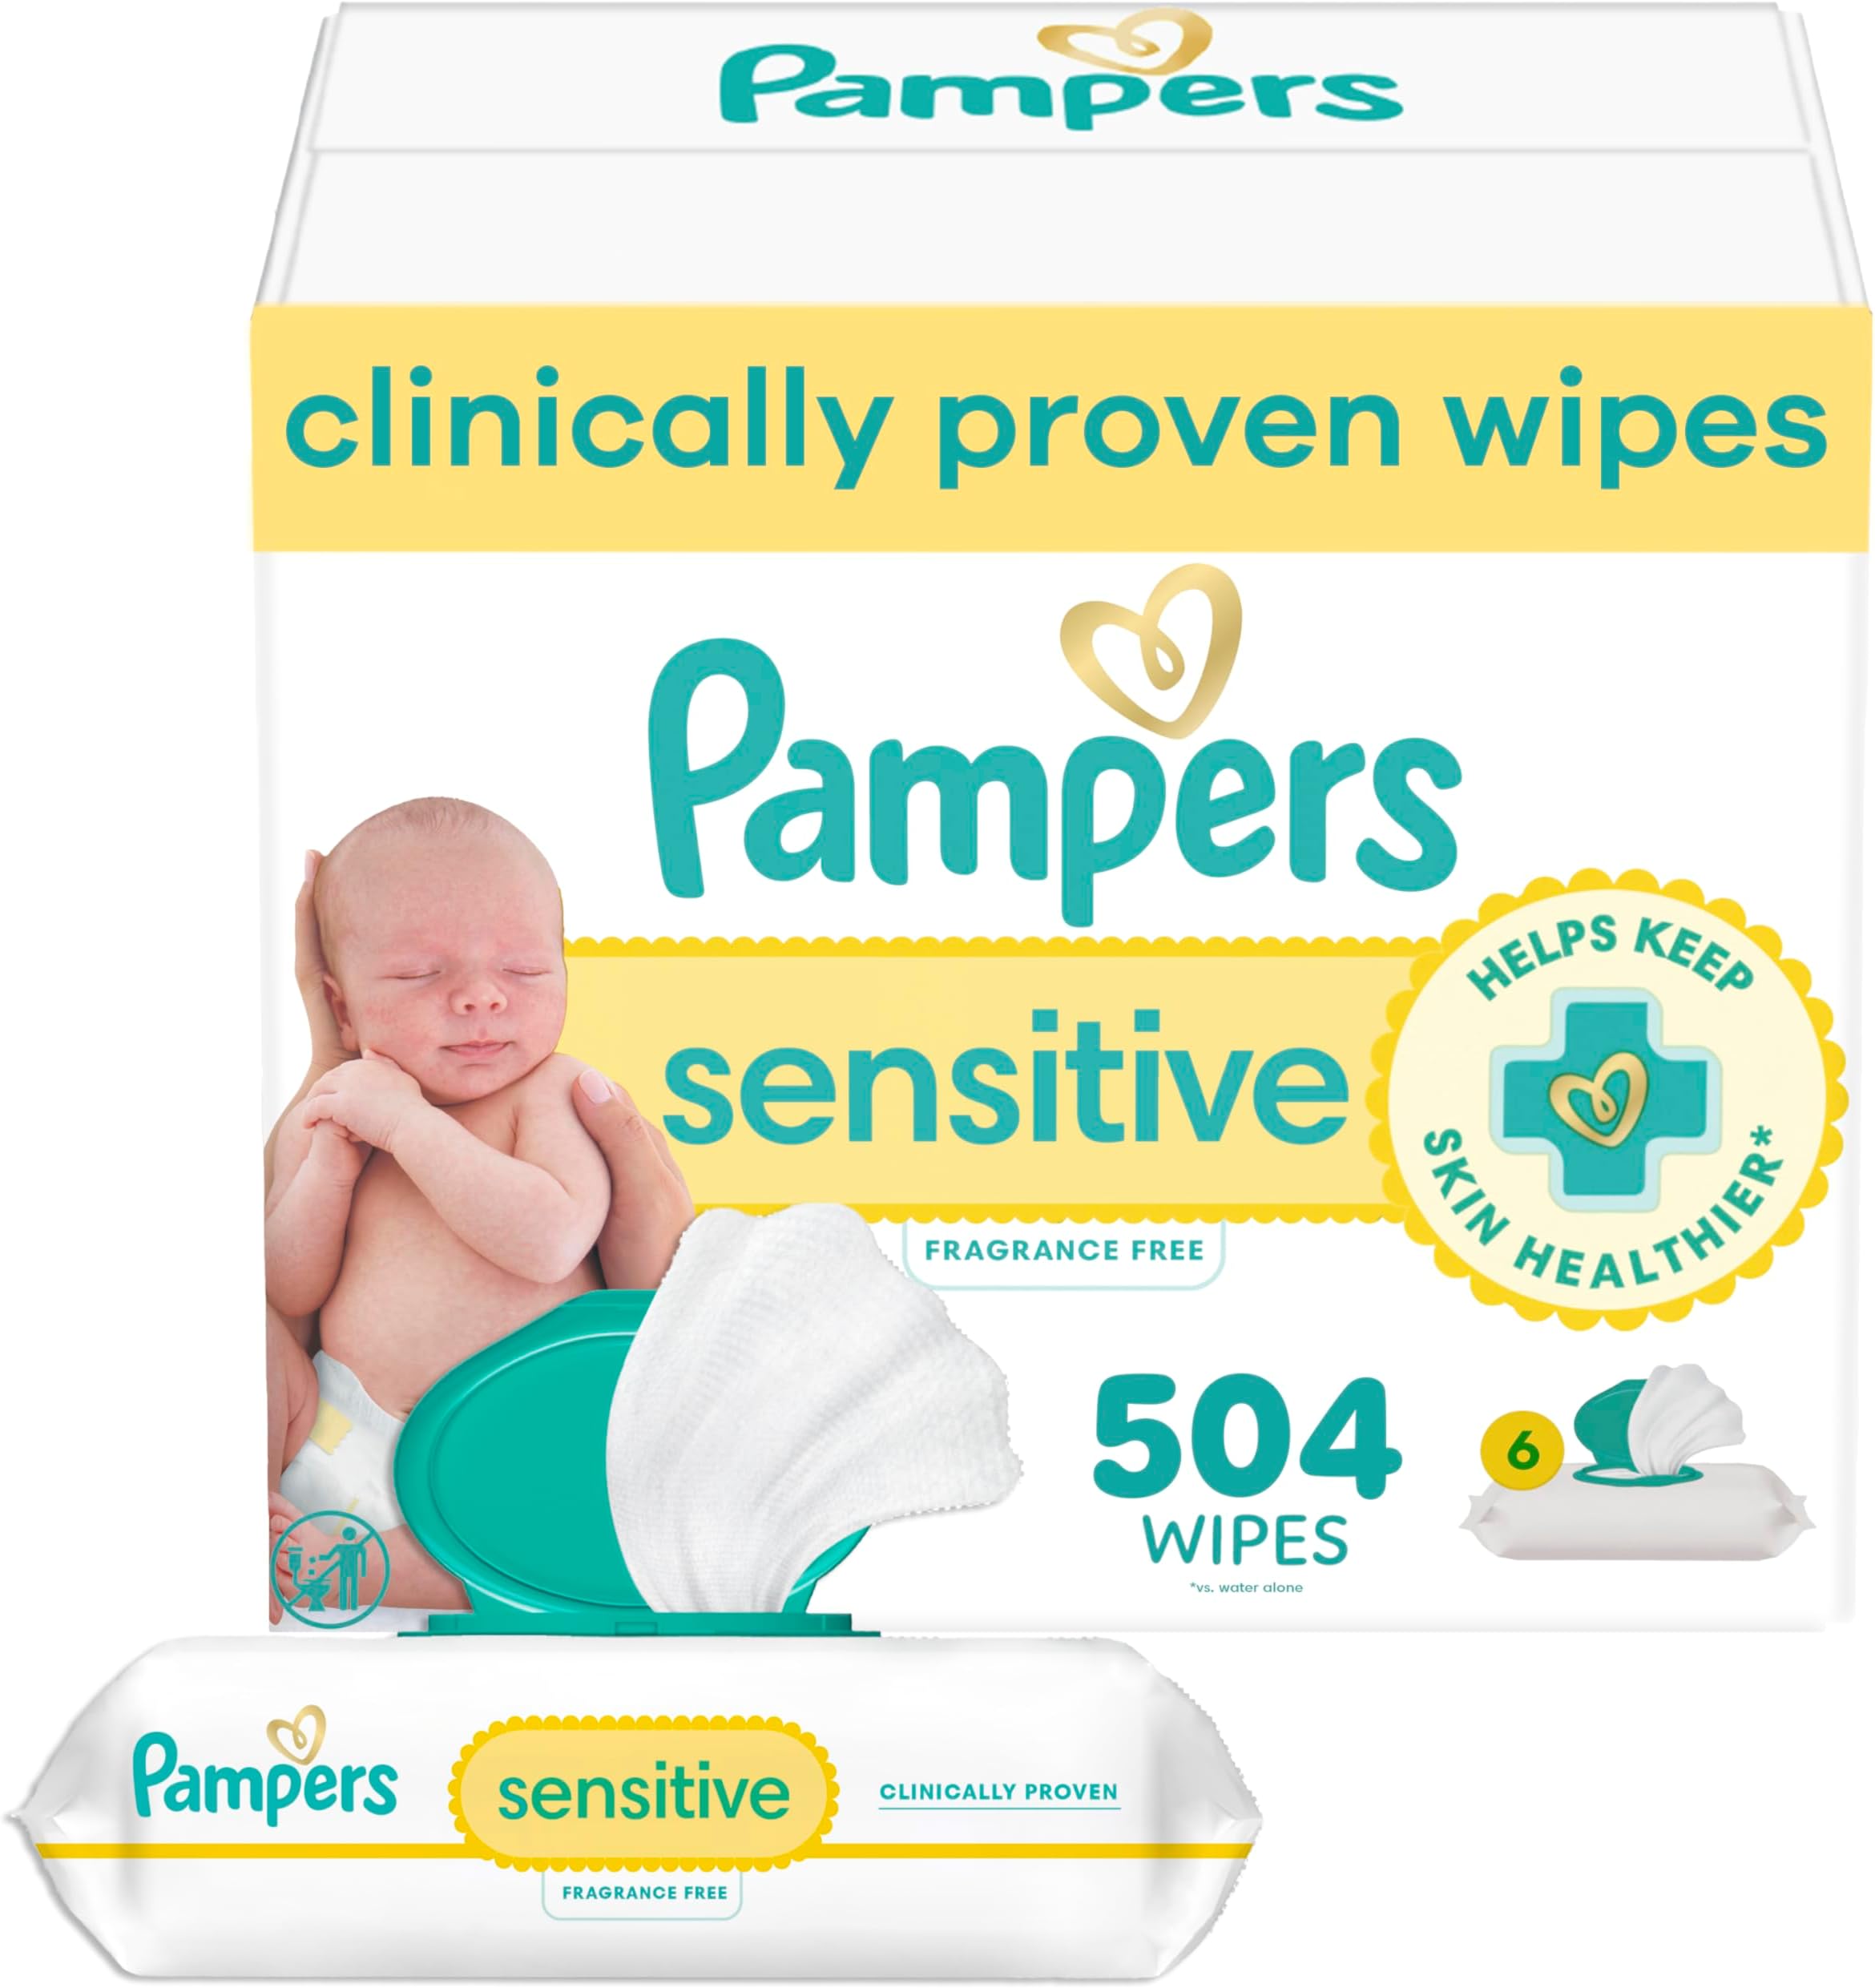 Pampers
clinically proven wipes
Pampers
sensitive
HELPS KEEP
SKIN HEALTHIER*
FRAGRANCE FREE
504
6
WIPES
*vs. water alone
Pampers
sensitive
CLINICALLY PROVEN
FRAGRANCE FREE